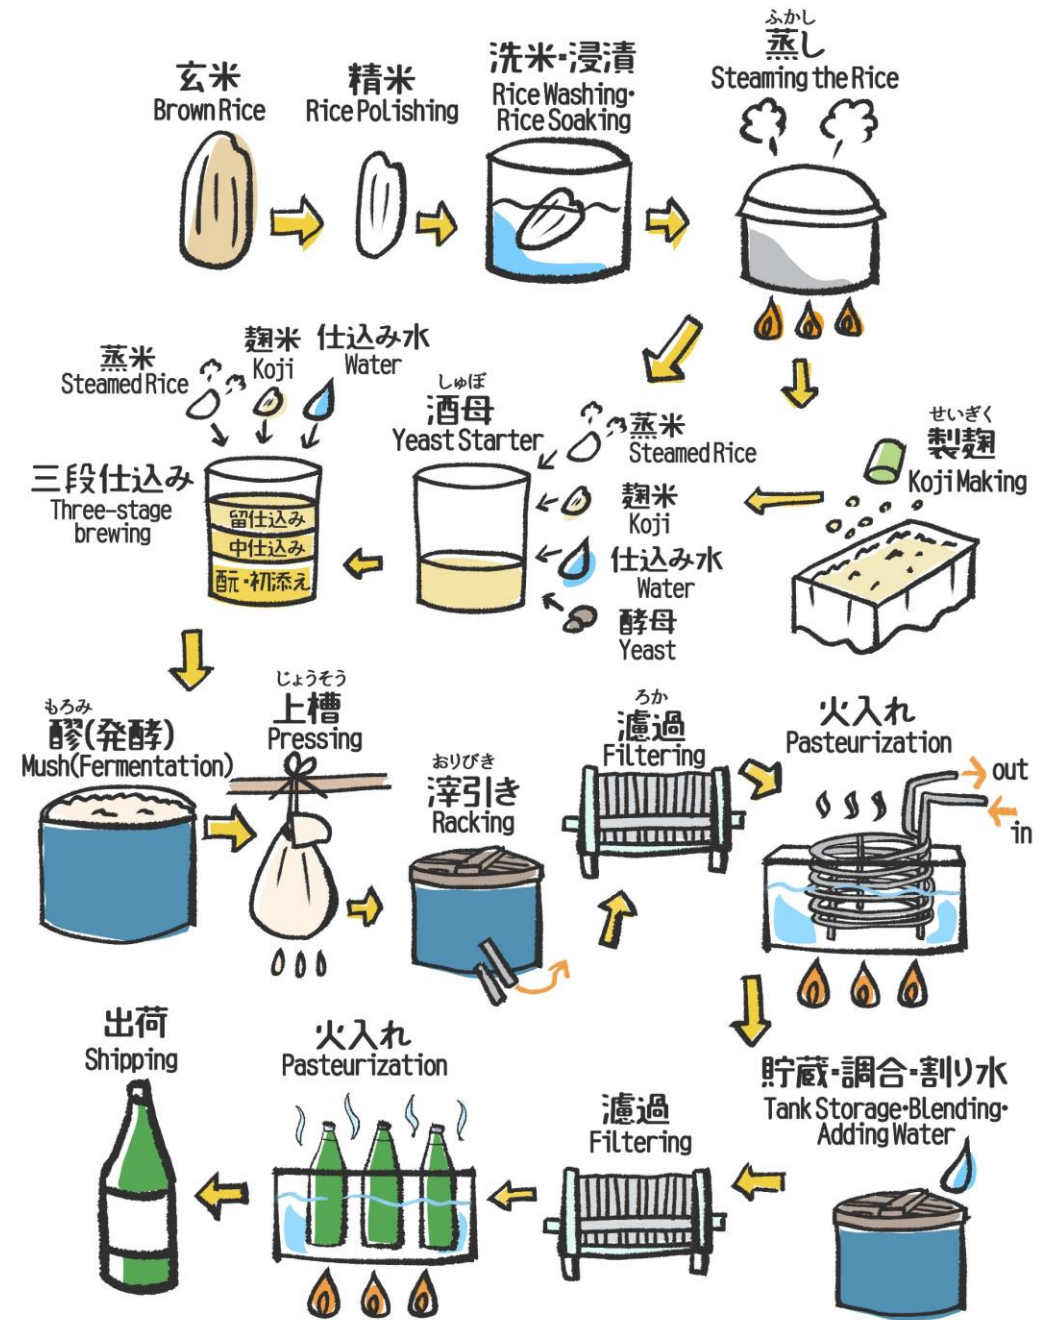 玄米
Brown Rice
精米
Rice Polishing
洗米・浸漬
Rice Washing・
Rice Soaking
ふかし
蒸し
Steaming the Rice
蒸米
Steamed Rice
麹米
Koji
仕込み水
Water
三段仕込み
Three-stage
brewing
留仕込み
中仕込み
酛・初添え
しゅぼ
酒母
Yeast Starter
蒸米
Steamed Rice
麹米
Koji
仕込み水
Water
酵母
Yeast
せいぎく
製麹
Koji Making
もろみ
醪(発酵)
Mush(Fermentation)
じょうそう
上槽
Pressing
おりびき
滓引き
Racking
ろか
濾過
Filtering
火入れ
Pasteurization
out
in
貯蔵・調合・割り水
Tank Storage・Blending・
Adding Water
濾過
Filtering
火入れ
Pasteurization
出荷
Shipping